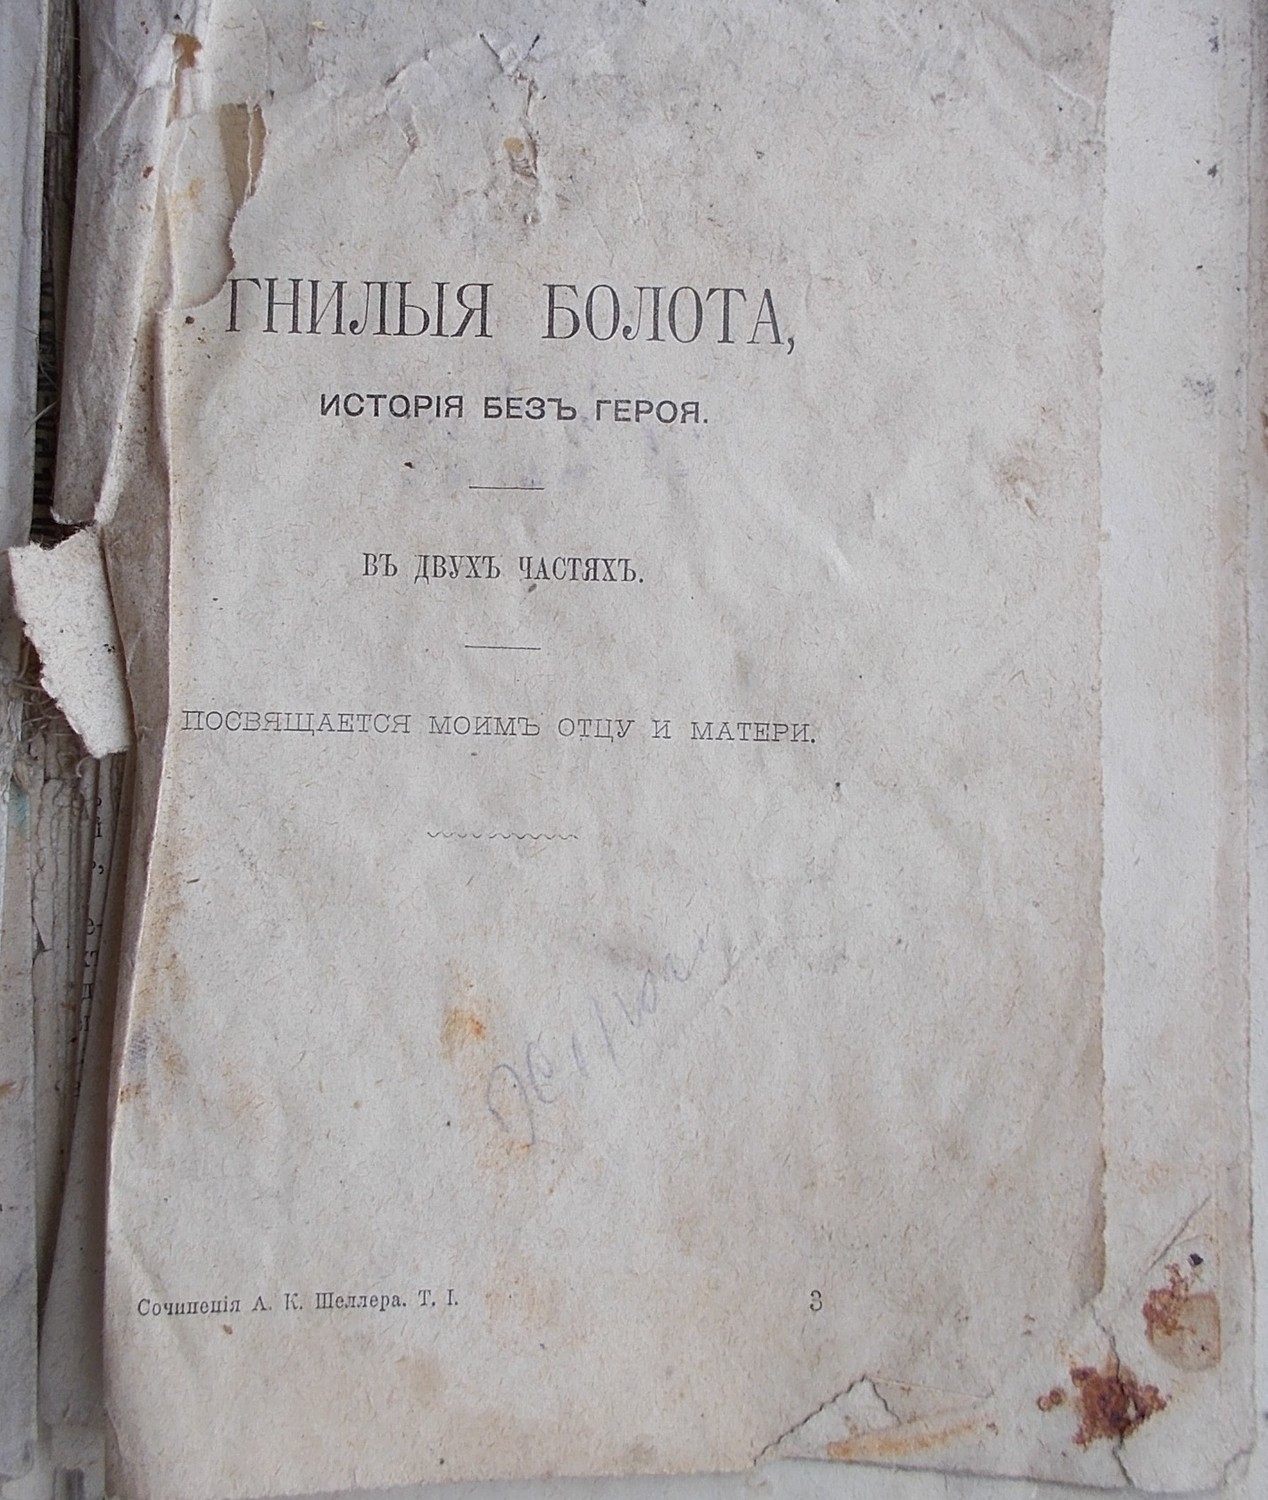 ГНИЛЫЯ БОЛОТА,
ИСТОРІЯ БЕЗЪ ГЕРОЯ.
ВЪ ДВУХЪ ЧАСТЯХЪ.
ПОСВЯЩАЕТСЯ МОИМЪ ОТЦУ И МАТЕРИ.
Сочиненія А. К. Шеллера. Т. I. 3